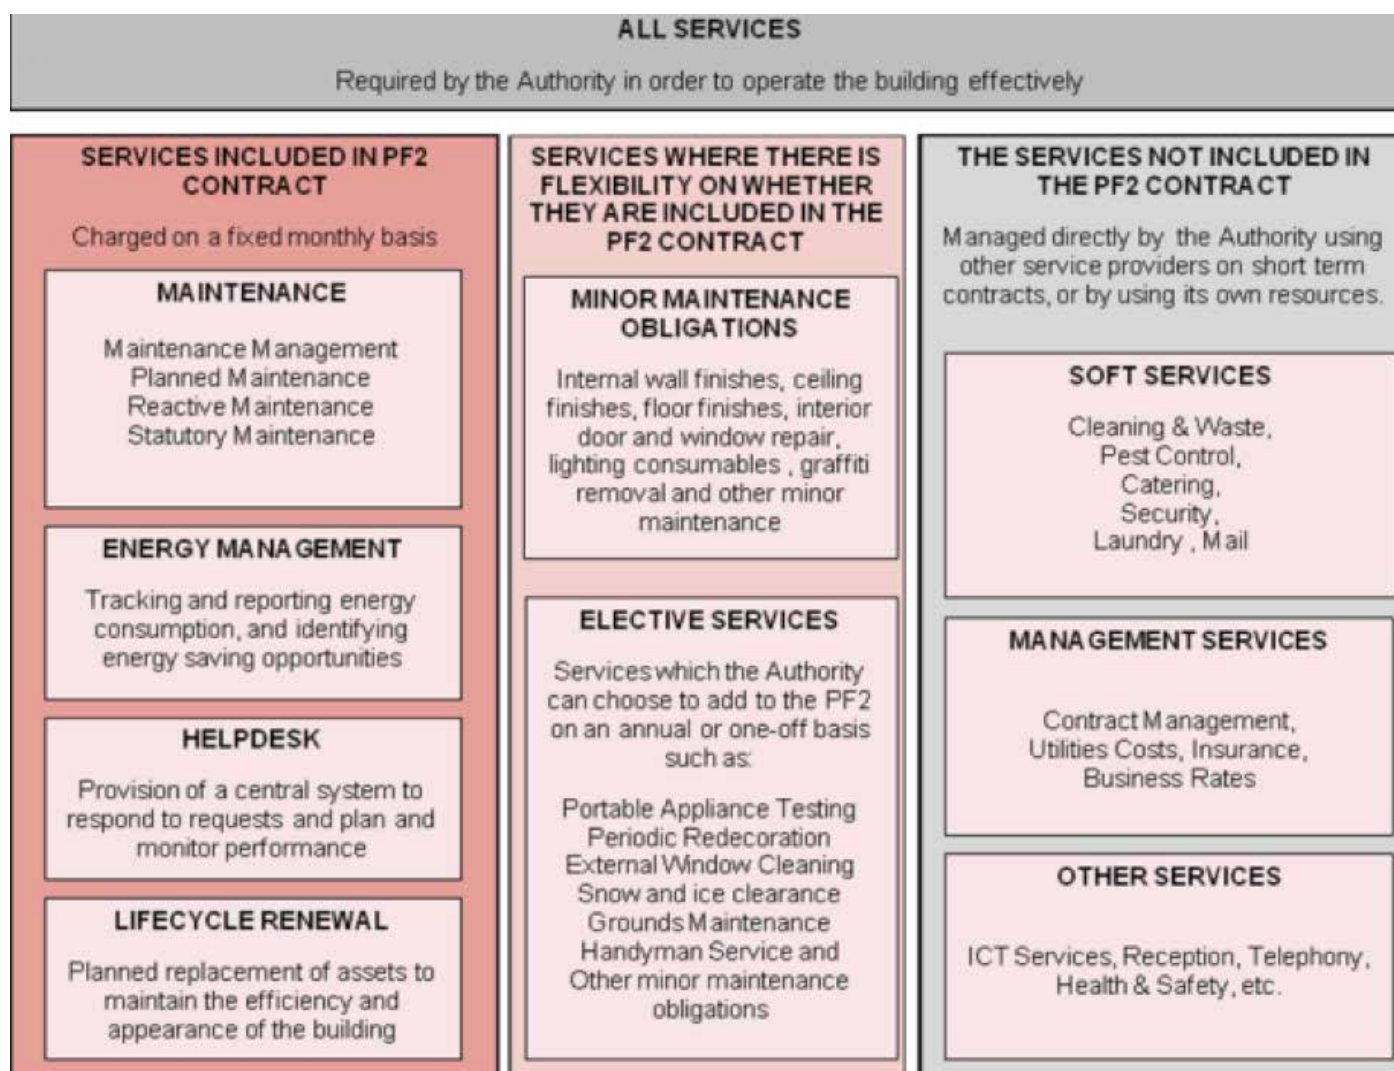 ALL SERVICES
Required by the Authority in order to operate the building effectively
SERVICES INCLUDED IN PF2
CONTRACT
Charged on a fixed monthly basis
MAINTENANCE
Maintenance Management
Planned Maintenance
Reactive Maintenance
Statutory Maintenance
ENERGY MANAGEMENT
Tracking and reporting energy
consumption, and identifying
energy saving opportunities
HELPDESK
Provision of a central system to
respond to requests and plan and
monitor performance
LIFECYCLE RENEWAL
Planned replacement of assets to
maintain the efficiency and
appearance of the building
SERVICES WHERE THERE IS
FLEXIBILITY ON WHETHER
THEY ARE INCLUDED IN THE
PF2 CONTRACT
MINOR MAINTENANCE
OBLIGATIONS
Internal wall finishes, ceiling
finishes, floor finishes, interior
door and window repair,
lighting consumables , graffiti
removal and other minor
maintenance
ELECTIVE SERVICES
Services which the Authority
can choose to add to the PF2
on an annual or one-off basis
such as:
Portable Appliance Testing
Periodic Redecoration
External Window Cleaning
Snow and ice clearance
Grounds Maintenance
Handyman Service and
Other minor maintenance
obligations
THE SERVICES NOT INCLUDED IN
THE PF2 CONTRACT
Managed directly by the Authority using
other service providers on short term
contracts, or by using its own resources.
SOFT SERVICES
Cleaning & Waste,
Pest Control,
Catering,
Security,
Laundry , Mail
MANAGEMENT SERVICES
Contract Management,
Utilities Costs, Insurance,
Business Rates
OTHER SERVICES
ICT Services, Reception, Telephony,
Health & Safety, etc.